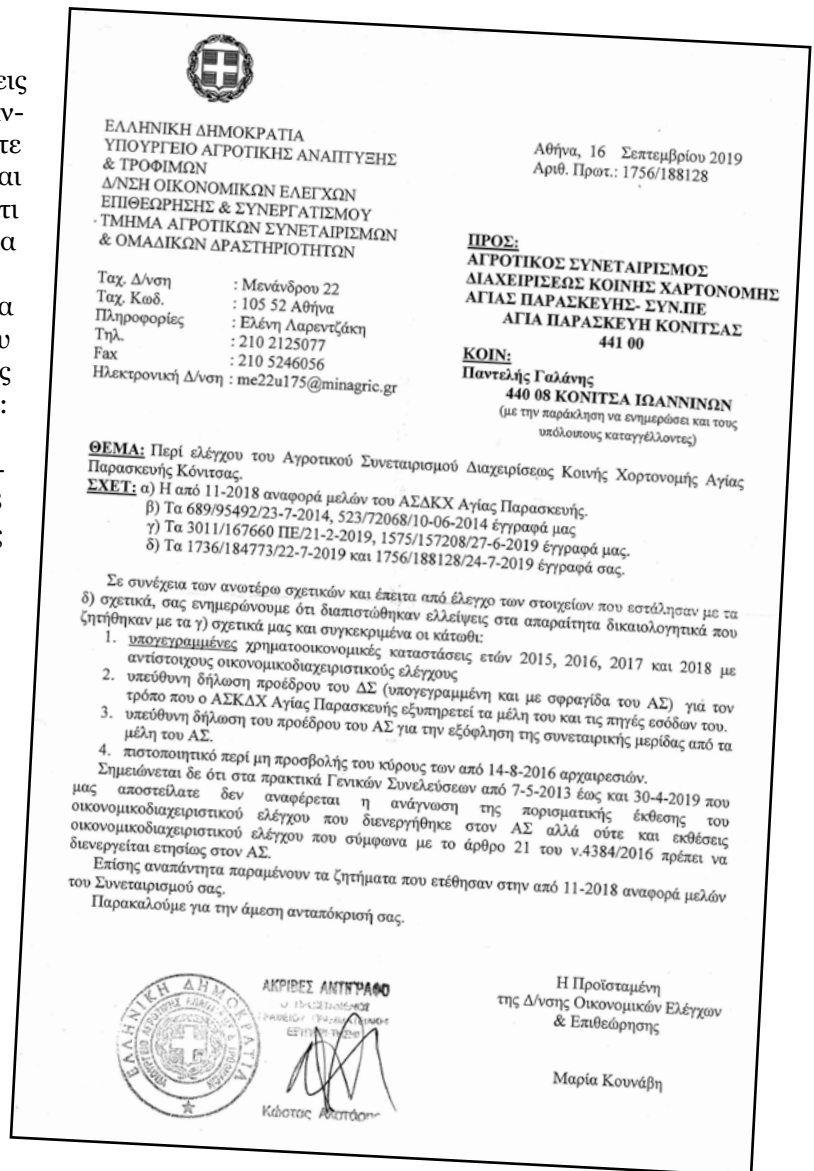 εις
ν-
τε
αι
τι
α
α
υ
ς
:
-
ς
ΕΛΛΗΝΙΚΗ ΔΗΜΟΚΡΑΤΙΑ
ΥΠΟΥΡΓΕΙΟ ΑΓΡΟΤΙΚΗΣ ΑΝΑΠΤΥΞΗΣ
& ΤΡΟΦΙΜΩΝ
Δ/ΝΣΗ ΟΙΚΟΝΟΜΙΚΩΝ ΕΛΕΓΧΩΝ
ΕΠΙΘΕΩΡΗΣΗΣ & ΣΥΝΕΡΓΑΤΙΣΜΟΥ
ΤΜΗΜΑ ΑΓΡΟΤΙΚΩΝ ΣΥΝΕΤΑΙΡΙΣΜΩΝ
& ΟΜΑΔΙΚΩΝ ΔΡΑΣΤΗΡΙΟΤΗΤΩΝ
Ταχ. Δ/νση : Μενάνδρου 22
Ταχ. Κωδ. : 105 52 Αθήνα
Πληροφορίες : Ελένη Λαρεντζάκη
Τηλ. : 210 2125077
Fax : 210 5246056
Ηλεκτρονική Δ/νση : me22u175@minagric.gr
Αθήνα, 16 Σεπτεμβρίου 2019
Αριθ. Πρωτ.: 1756/188128
ΠΡΟΣ:
ΑΓΡΟΤΙΚΟΣ ΣΥΝΕΤΑΙΡΙΣΜΟΣ
ΔΙΑΧΕΙΡΙΣΕΩΣ ΚΟΙΝΗΣ ΧΑΡΤΟΝΟΜΗΣ
ΑΓΙΑΣ ΠΑΡΑΣΚΕΥΗΣ- ΣΥΝ.ΠΕ
ΑΓΙΑ ΠΑΡΑΣΚΕΥΗ ΚΟΝΙΤΣΑΣ
441 00
ΚΟΙΝ:
Παντελής Γαλάνης
440 08 ΚΟΝΙΤΣΑ ΙΩΑΝΝΙΝΩΝ
(με την παράκληση να ενημερώσει και τους
υπόλοιπους καταγγέλλοντες)
ΘΕΜΑ: Περί ελέγχου του Αγροτικού Συνεταιρισμού Διαχειρίσεως Κοινής Χορτονομής Αγίας
Παρασκευής Κόνιτσας.
ΣΧΕΤ: α) Η από 11-2018 αναφορά μελών του ΑΣΔΚΧ Αγίας Παρασκευής.
β) Τα 689/95492/23-7-2014, 523/72068/10-06-2014 έγγραφά μας
γ) Τα 3011/167660 ΠΕ/21-2-2019, 1575/157208/27-6-2019 έγγραφά μας.
δ) Τα 1736/184773/22-7-2019 και 1756/188128/24-7-2019 έγγραφά σας.
Σε συνέχεια των ανωτέρω σχετικών και έπειτα από έλεγχο των στοιχείων που εστάλησαν με τα
δ) σχετικά, σας ενημερώνουμε ότι διαπιστώθηκαν ελλείψεις στα απαραίτητα δικαιολογητικά που
ζητήθηκαν με τα γ) σχετικά μας και συγκεκριμένα οι κάτωθι:
1. υπογεγραμμένες χρηματοοικονομικές καταστάσεις ετών 2015, 2016, 2017 και 2018 με
αντίστοιχους οικονομικοδιαχειριστικούς ελέγχους
2. υπεύθυνη δήλωση προέδρου του ΔΣ (υπογεγραμμένη και με σφραγίδα του ΑΣ) για τον
τρόπο που ο ΑΣΚΔΧ Αγίας Παρασκευής εξυπηρετεί τα μέλη του και τις πηγές εσόδων του.
3. υπεύθυνη δήλωση του προέδρου του ΑΣ για την εξόφληση της συνεταιρικής μερίδας από τα
μέλη του ΑΣ.
4. πιστοποιητικό περί μη προσβολής του κύρους των από 14-8-2016 αρχαιρεσιών.
Σημειώνεται δε ότι στα πρακτικά Γενικών Συνελεύσεων από 7-5-2013 έως και 30-4-2019 που
μας αποστείλατε δεν αναφέρεται η ανάγνωση της πορισματικής έκθεσης του
οικονομικοδιαχειριστικού ελέγχου που διενεργήθηκε στον ΑΣ αλλά ούτε και εκθέσεις
οικονομικοδιαχειριστικού ελέγχου που σύμφωνα με το άρθρο 21 του ν.4384/2016 πρέπει να
διενεργείται ετησίως στον ΑΣ.
Επίσης αναπάντητα παραμένουν τα ζητήματα που ετέθησαν στην από 11-2018 αναφορά μελών
του Συνεταιρισμού σας.
Παρακαλούμε για την άμεση ανταπόκρισή σας.
ΕΛΛΗΝΙΚΗ ΔΗΜΟΚΡΑΤΙΑ
ΑΚΡΙΒΕΣ ΑΝΤΙΓΡΑΦΟ
Κώστας
Η Προϊσταμένη
της Δ/νσης Οικονομικών Ελέγχων
& Επιθεώρησης
Μαρία Κουνάβη